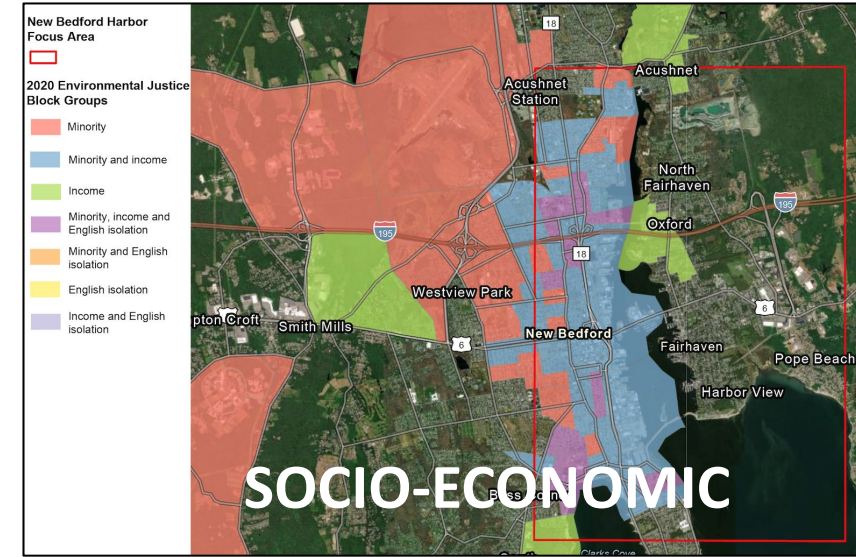 New Bedford Harbor
Focus Area
2020 Environmental Justice
Block Groups
Minority
Minority and income
Income
Minority, income and
English isolation
Minority and English
isolation
English isolation
Income and English
isolation
18
Acushnet
Station
Acushnet
North
Fairhaven
195
Oxford
195
18
Westview Park
6
Smith Mills
New Bedford
6
Fairhaven
Pope Beach
Harbor View
SOCIO-ECONOMIC
Clarks Cove